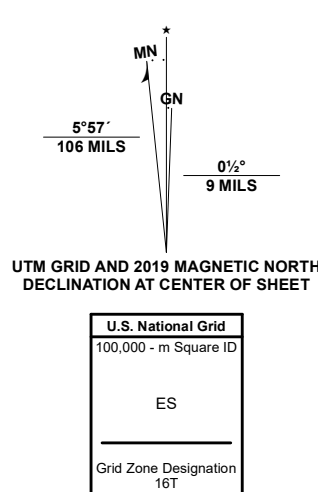 ★
MN
GN
5°57´
106 MILS
0½°
9 MILS
UTM GRID AND 2019 MAGNETIC NORTH
DECLINATION AT CENTER OF SHEET
U.S. National Grid
100,000 - m Square ID
ES
Grid Zone Designation
16T